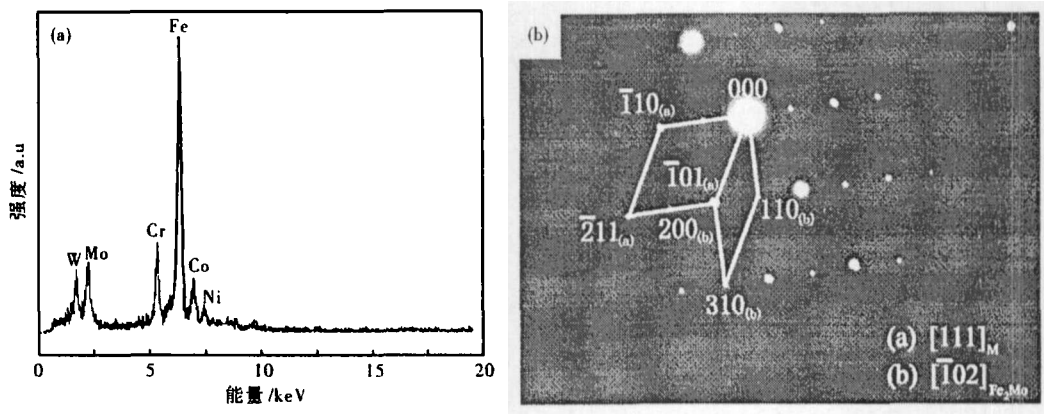 (a)
强度 /a.u
Fe
W
Mo
Cr
Co
Ni
0
5
10
15
20
能量 /keV
(b)
000
1̅10(a)
1̅01(a)
110(b)
2̅11(a)
200(b)
310(b)
(a) [111]M
(b) [1̅02]Fe₂Mo